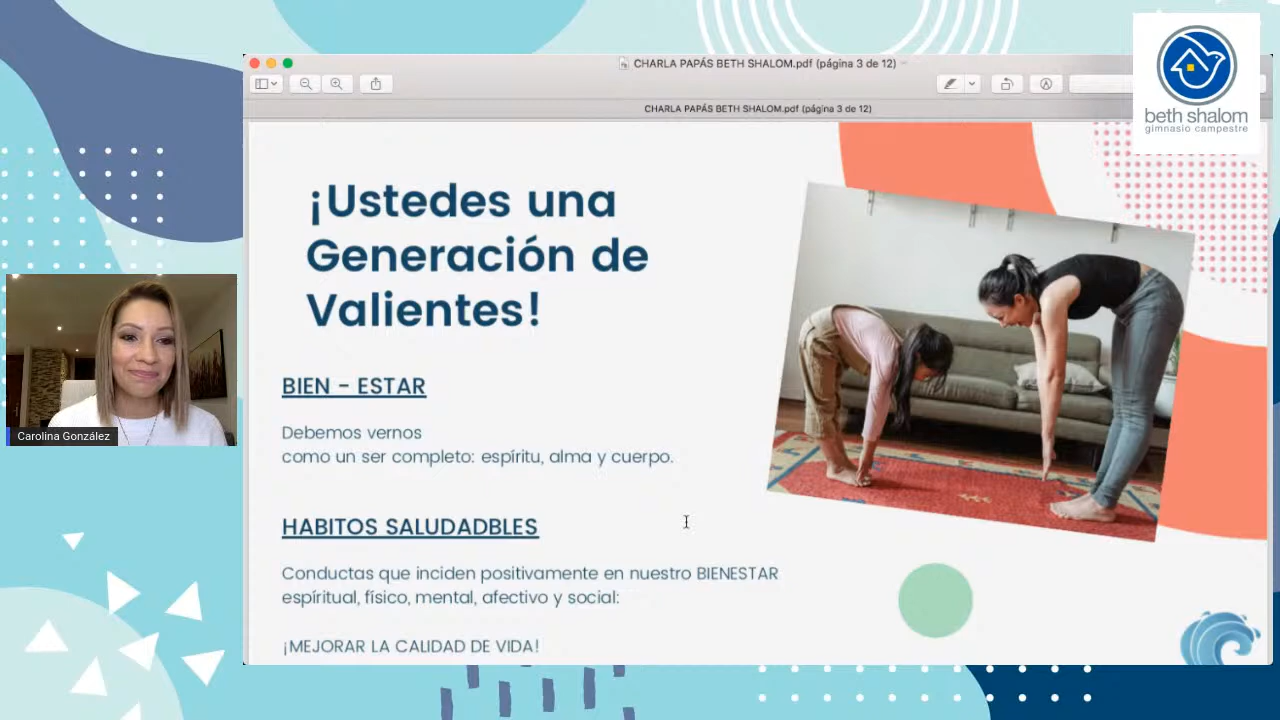 CHARLA PAPÁS BETH SHALOM.pdf (página 3 de 12)
CHARLA PAPÁS BETH SHALOM.pdf (página 3 de 12)
beth shalom
gimnasio campestre
¡Ustedes una
Generación de
Valientes!
BIEN - ESTAR
Debemos vernos
como un ser completo: espíritu, alma y cuerpo.
HABITOS SALUDADBLES
Conductas que inciden positivamente en nuestro BIENESTAR
espíritual, físico, mental, afectivo y social:
¡MEJORAR LA CALIDAD DE VIDA!
Carolina González